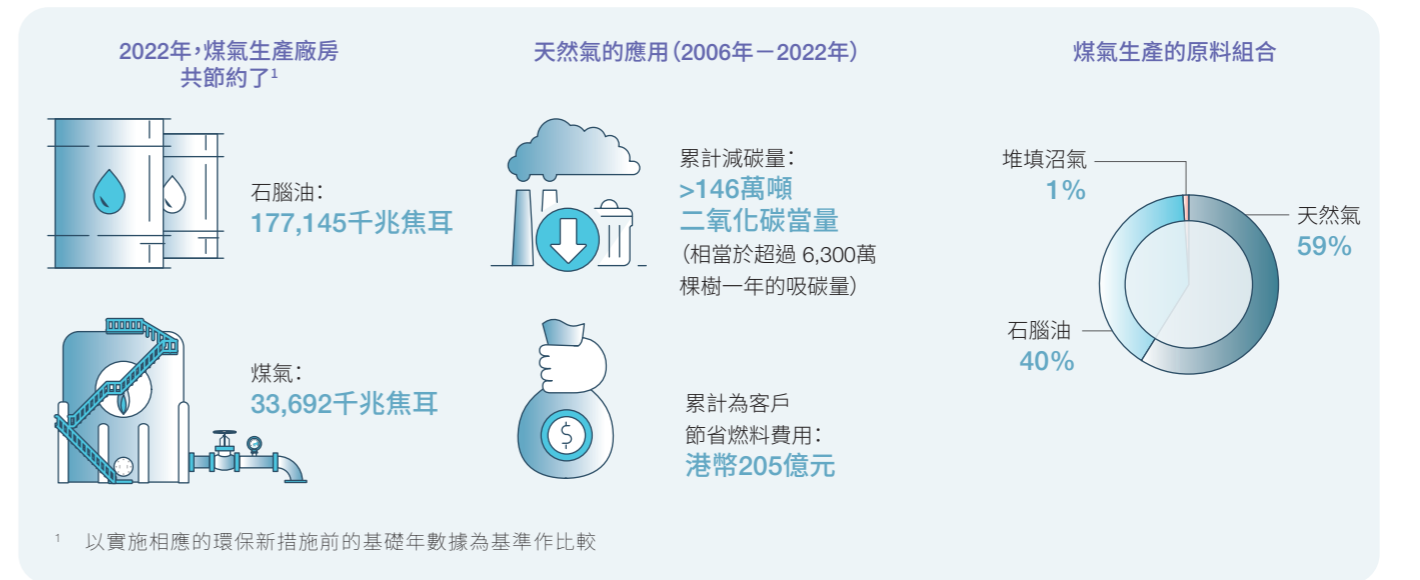 2022年，煤氣生產廠房
共節約了1
石腦油：
177,145千兆焦耳
煤氣：
33,692千兆焦耳
天然氣的應用（2006年－2022年）
累計減碳量：
>146萬噸
二氧化碳當量
（相當於超過 6,300萬
棵樹一年的吸碳量）
$
累計為客戶
節省燃料費用：
港幣205億元
煤氣生產的原料組合
堆填沼氣
1%
天然氣
59%
石腦油
40%
1 以實施相應的環保新措施前的基礎年數據為基準作比較